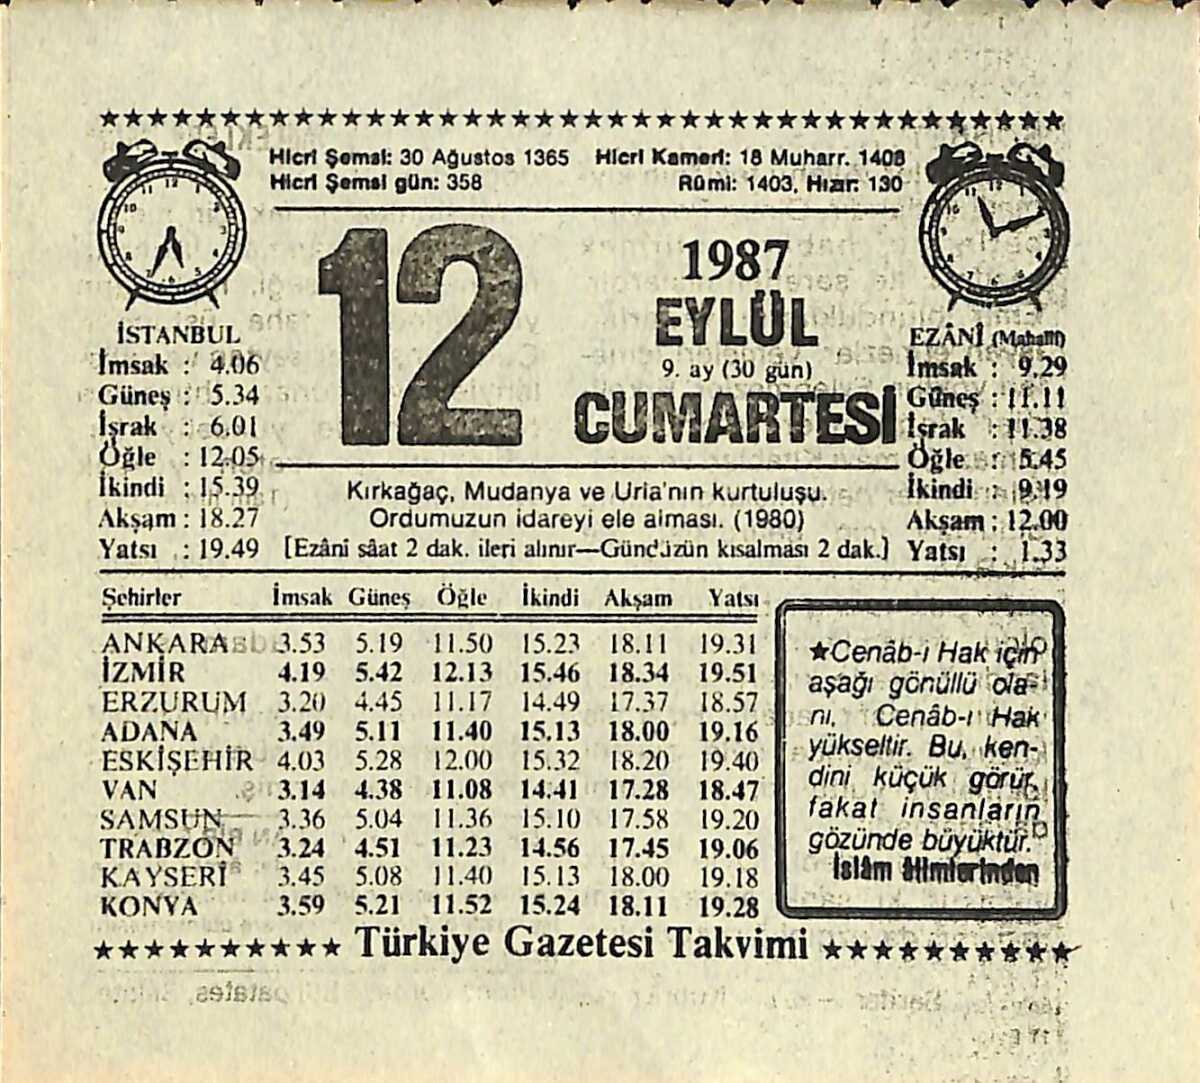 Hicrî Şemsî: 30 Ağustos 1365 Hicrî Kamerî: 18 Muharr. 1408
Hicrî Şemsî gün: 358 Rûmi: 1403, Hızır: 130
12
1987
EYLÜL
9. ay (30 gün)
CUMARTESİ
İSTANBUL
İmsak : 4.06
Güneş : 5.34
İşrak : 6.01
Öğle : 12.05
İkindi : 15.39
Akşam : 18.27
Yatsı : 19.49
EZÂNÎ (Mahallî)
İmsak : 9.29
Güneş : 11.11
İşrak : 11.38
Öğle : 5.45
İkindi : 9.19
Akşam : 12.00
Yatsı : 1.33
Kırkağaç, Mudanya ve Urla'nın kurtuluşu.
Ordumuzun idareyi ele alması. (1980)
[Ezâni sâat 2 dak. ileri alınır—Gündüzün kısalması 2 dak.]
Şehirler İmsak Güneş Öğle İkindi Akşam Yatsı
ANKARA 3.53 5.19 11.50 15.23 18.11 19.31
İZMİR 4.19 5.42 12.13 15.46 18.34 19.51
ERZURUM 3.20 4.45 11.17 14.49 17.37 18.57
ADANA 3.49 5.11 11.40 15.13 18.00 19.16
ESKİŞEHİR 4.03 5.28 12.00 15.32 18.20 19.40
VAN 3.14 4.38 11.08 14.41 17.28 18.47
SAMSUN 3.36 5.04 11.36 15.10 17.58 19.20
TRABZON 3.24 4.51 11.23 14.56 17.45 19.06
KAYSERİ 3.45 5.08 11.40 15.13 18.00 19.18
KONYA 3.59 5.21 11.52 15.24 18.11 19.28
★Cenâb-ı Hak için
aşağı gönüllü ola-
nı, Cenâb-ı Hak
yükseltir. Bu, ken-
dini küçük görür,
fakat insanların
gözünde büyüktür.
İslâm âlimlerinden
★★★★★★★★★★ Türkiye Gazetesi Takvimi ★★★★★★★★★★